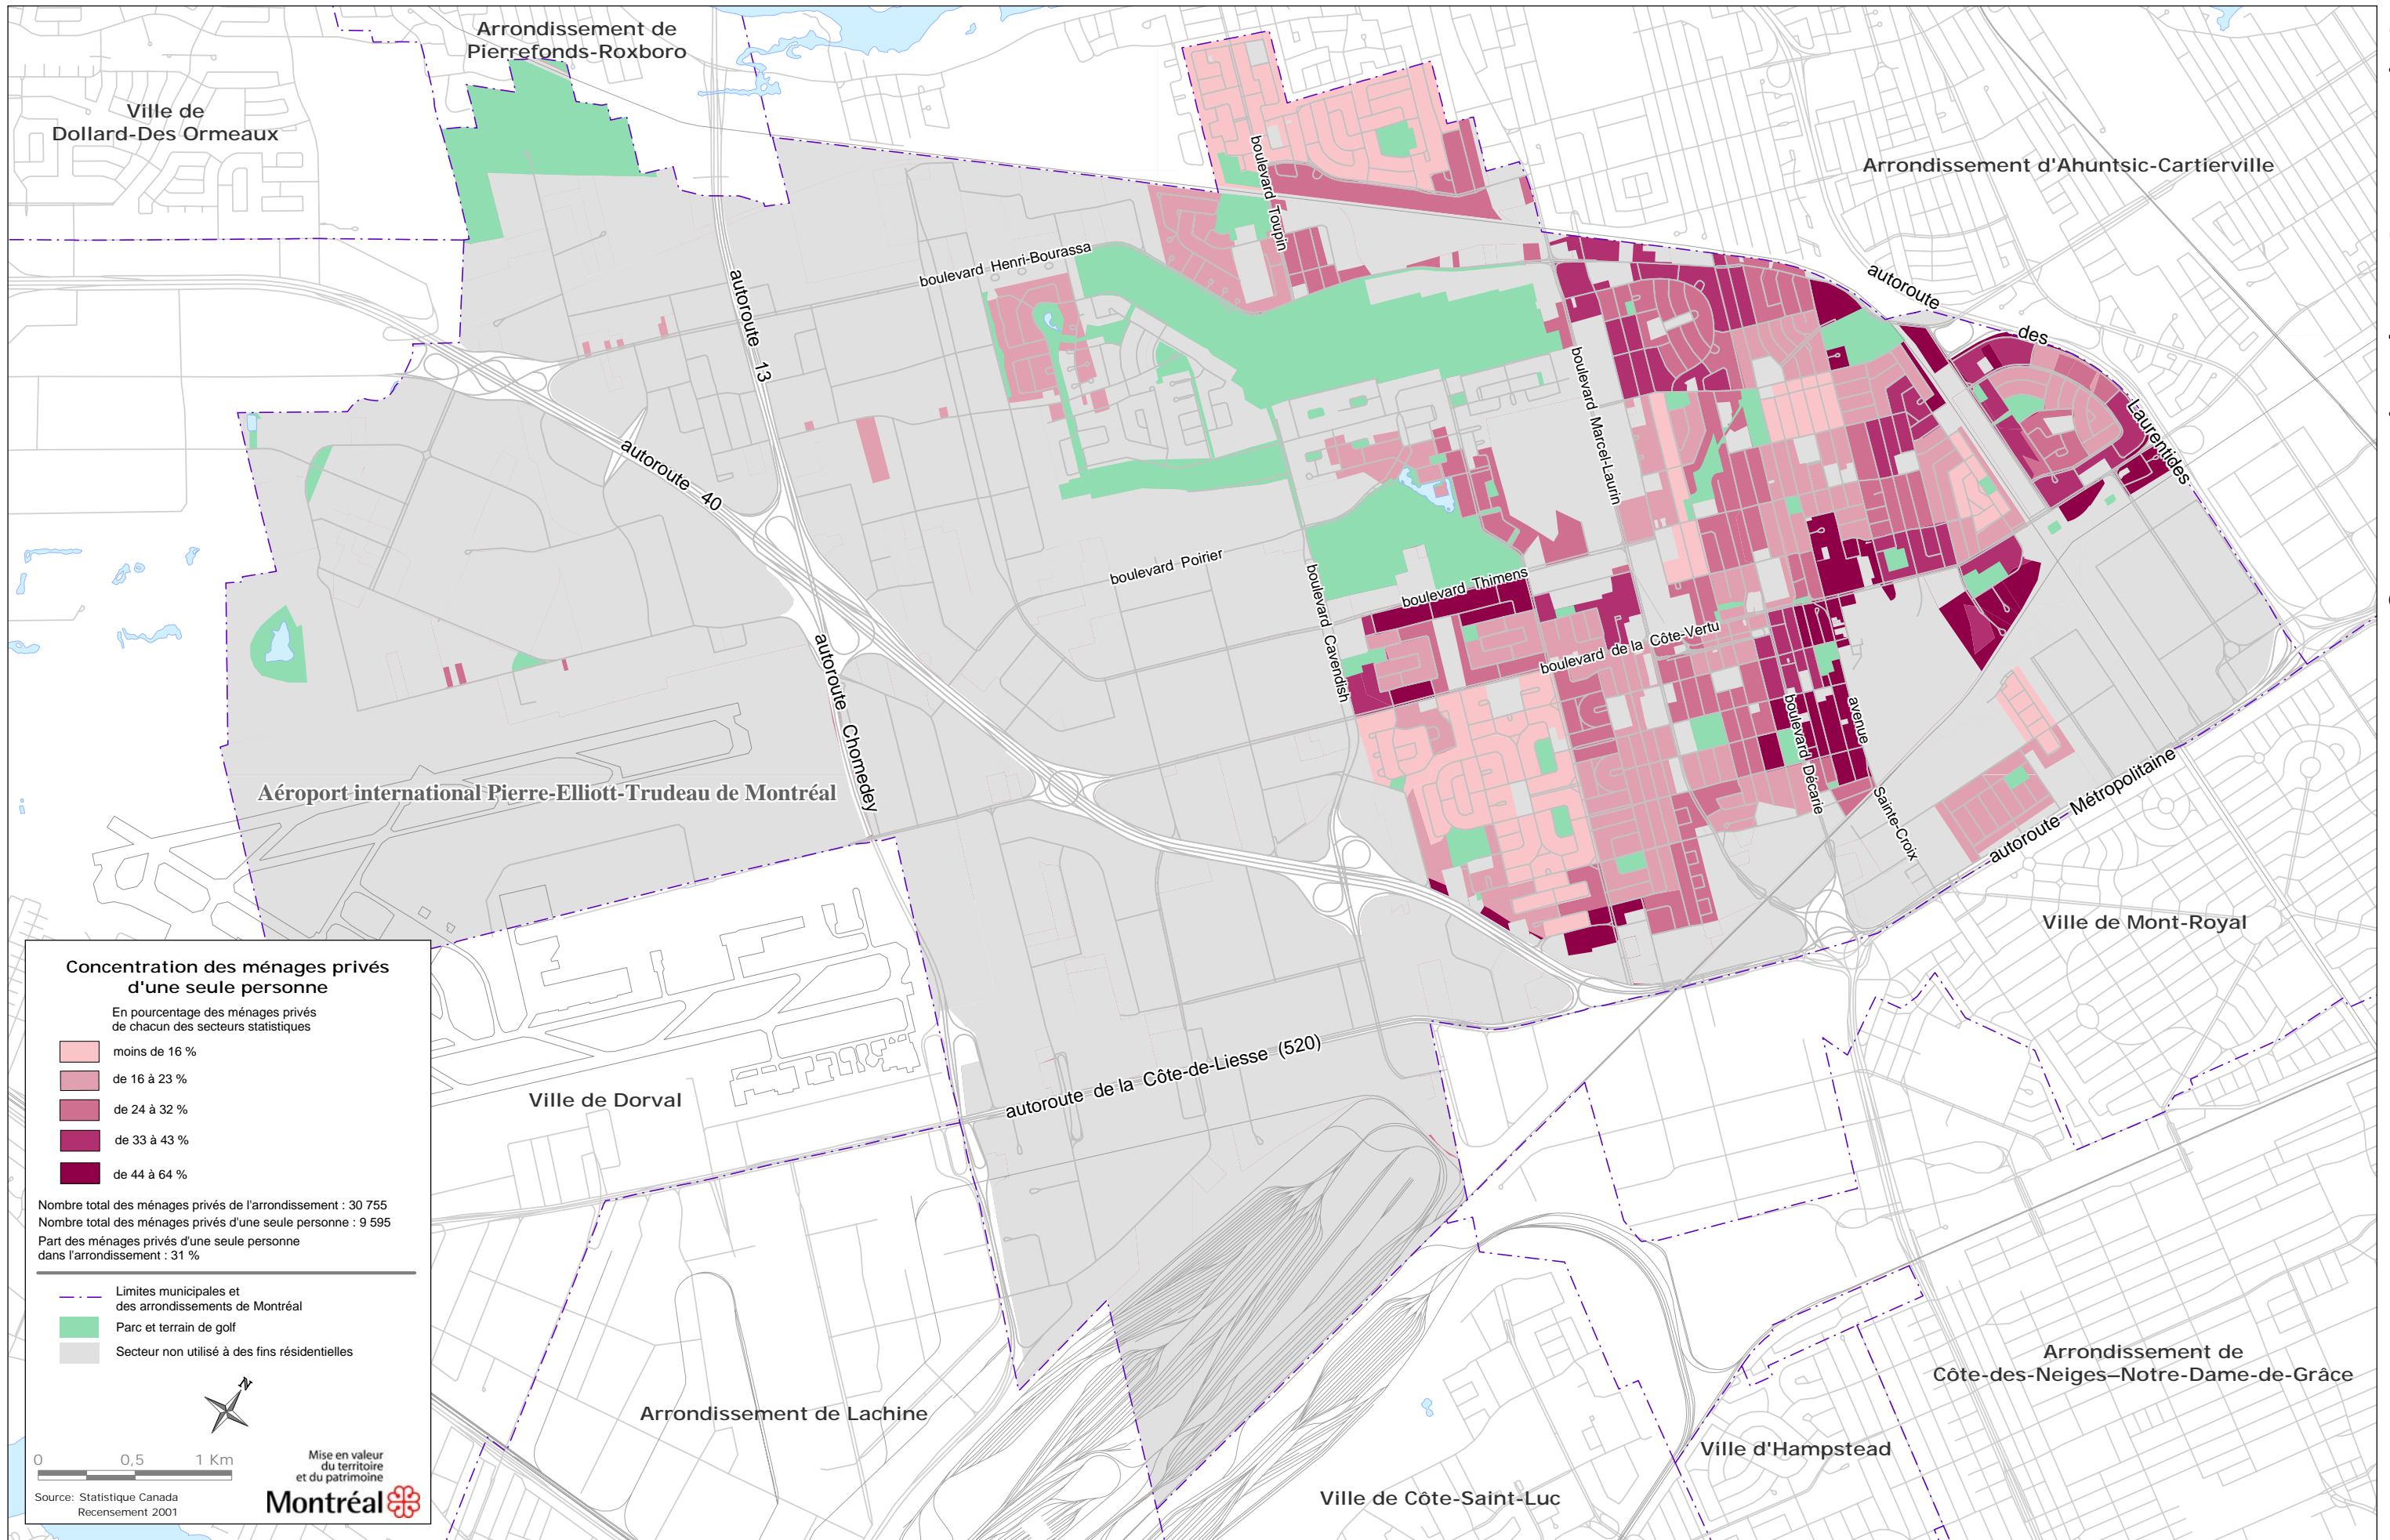 Arrondissement de
Pierrefonds-Roxboro
Ville de
Dollard-Des Ormeaux
Arrondissement d'Ahuntsic-Cartierville
boulevard Toupin
boulevard Henri-Bourassa
autoroute 13
autoroute des Laurentides
boulevard Marcel-Laurin
autoroute 40
boulevard Poirier
boulevard Thimens
boulevard Cavendish
boulevard de la Côte-Vertu
autoroute Chomedey
boulevard Décarie
avenue Sainte-Croix
autoroute Métropolitaine
Aéroport international Pierre-Elliott-Trudeau de Montréal
Ville de Mont-Royal
autoroute de la Côte-de-Liesse (520)
Ville de Dorval
Arrondissement de Lachine
Arrondissement de
Côte-des-Neiges–Notre-Dame-de-Grâce
Ville d'Hampstead
Ville de Côte-Saint-Luc
Concentration des ménages privés
d'une seule personne
En pourcentage des ménages privés
de chacun des secteurs statistiques
moins de 16 %
de 16 à 23 %
de 24 à 32 %
de 33 à 43 %
de 44 à 64 %
Nombre total des ménages privés de l'arrondissement : 30 755
Nombre total des ménages privés d'une seule personne : 9 595
Part des ménages privés d'une seule personne
dans l'arrondissement : 31 %
Limites municipales et
des arrondissements de Montréal
Parc et terrain de golf
Secteur non utilisé à des fins résidentielles
N
0 0,5 1 Km
Source: Statistique Canada
Recensement 2001
Mise en valeur
du territoire
et du patrimoine
Montréal